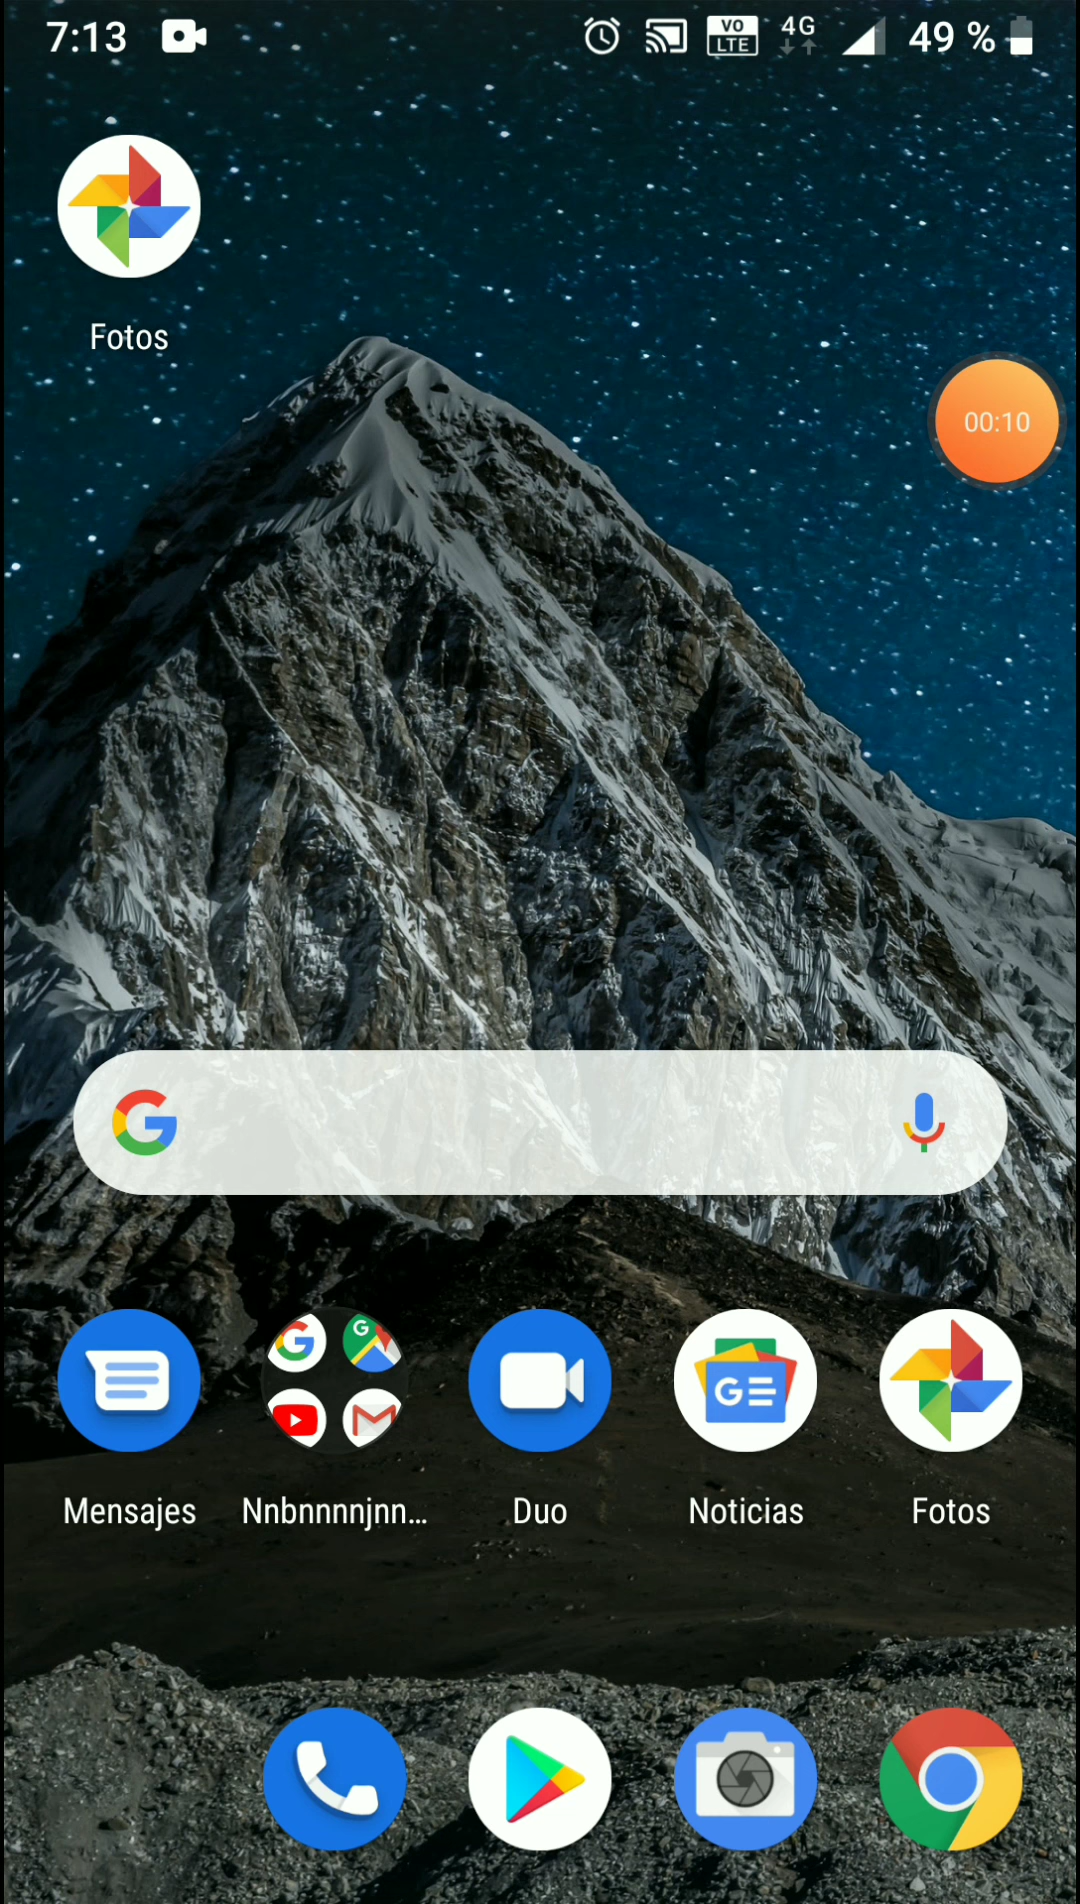 7:13
VO
LTE
4G
49 %
Fotos
00:10
Mensajes
Nnbnnnnjnn…
Duo
Noticias
Fotos